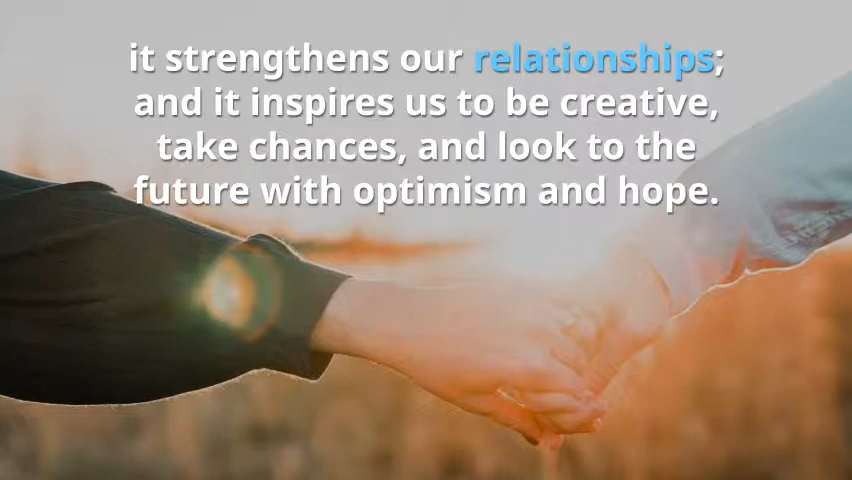 it strengthens our relationships;
and it inspires us to be creative,
take chances, and look to the
future with optimism and hope.